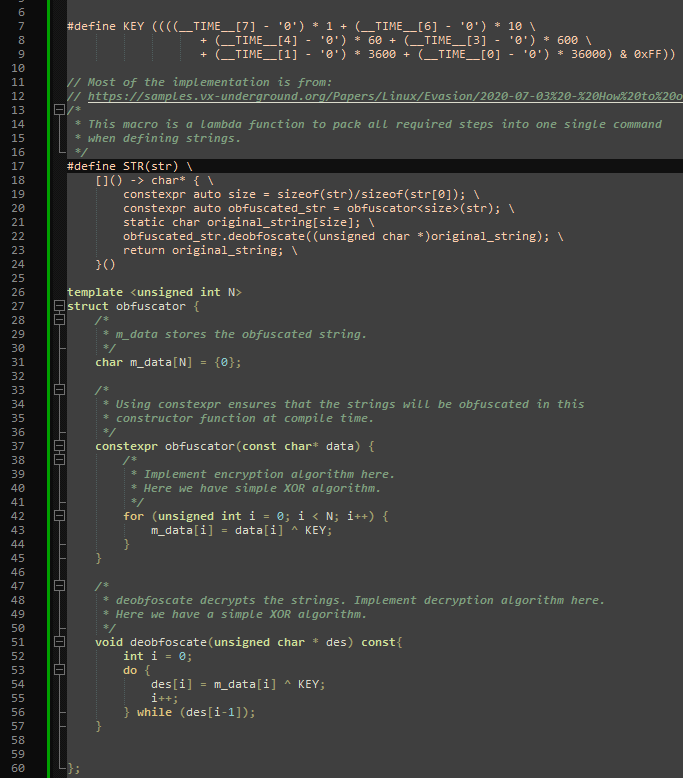 6
7 #define KEY ((((__TIME__[7] - '0') * 1 + (__TIME__[6] - '0') * 10 \
8 + (__TIME__[4] - '0') * 60 + (__TIME__[3] - '0') * 600 \
9 + (__TIME__[1] - '0') * 3600 + (__TIME__[0] - '0') * 36000) & 0xFF))
10
11 // Most of the implementation is from:
12 // https://samples.vx-underground.org/Papers/Linux/Evasion/2020-07-03%20-%20How%20to%20o
13 /*
14 * This macro is a lambda function to pack all required steps into one single command
15 * when defining strings.
16 */
17 #define STR(str) \
18 []() -> char* { \
19 constexpr auto size = sizeof(str)/sizeof(str[0]); \
20 constexpr auto obfuscated_str = obfuscator<size>(str); \
21 static char original_string[size]; \
22 obfuscated_str.deobfoscate((unsigned char *)original_string); \
23 return original_string; \
24 }()
25
26 template <unsigned int N>
27 struct obfuscator {
28 /*
29 * m_data stores the obfuscated string.
30 */
31 char m_data[N] = {0};
32
33 /*
34 * Using constexpr ensures that the strings will be obfuscated in this
35 * constructor function at compile time.
36 */
37 constexpr obfuscator(const char* data) {
38 /*
39 * Implement encryption algorithm here.
40 * Here we have simple XOR algorithm.
41 */
42 for (unsigned int i = 0; i < N; i++) {
43 m_data[i] = data[i] ^ KEY;
44 }
45 }
46
47 /*
48 * deobfoscate decrypts the strings. Implement decryption algorithm here.
49 * Here we have a simple XOR algorithm.
50 */
51 void deobfoscate(unsigned char * des) const{
52 int i = 0;
53 do {
54 des[i] = m_data[i] ^ KEY;
55 i++;
56 } while (des[i-1]);
57 }
58
59
60 };